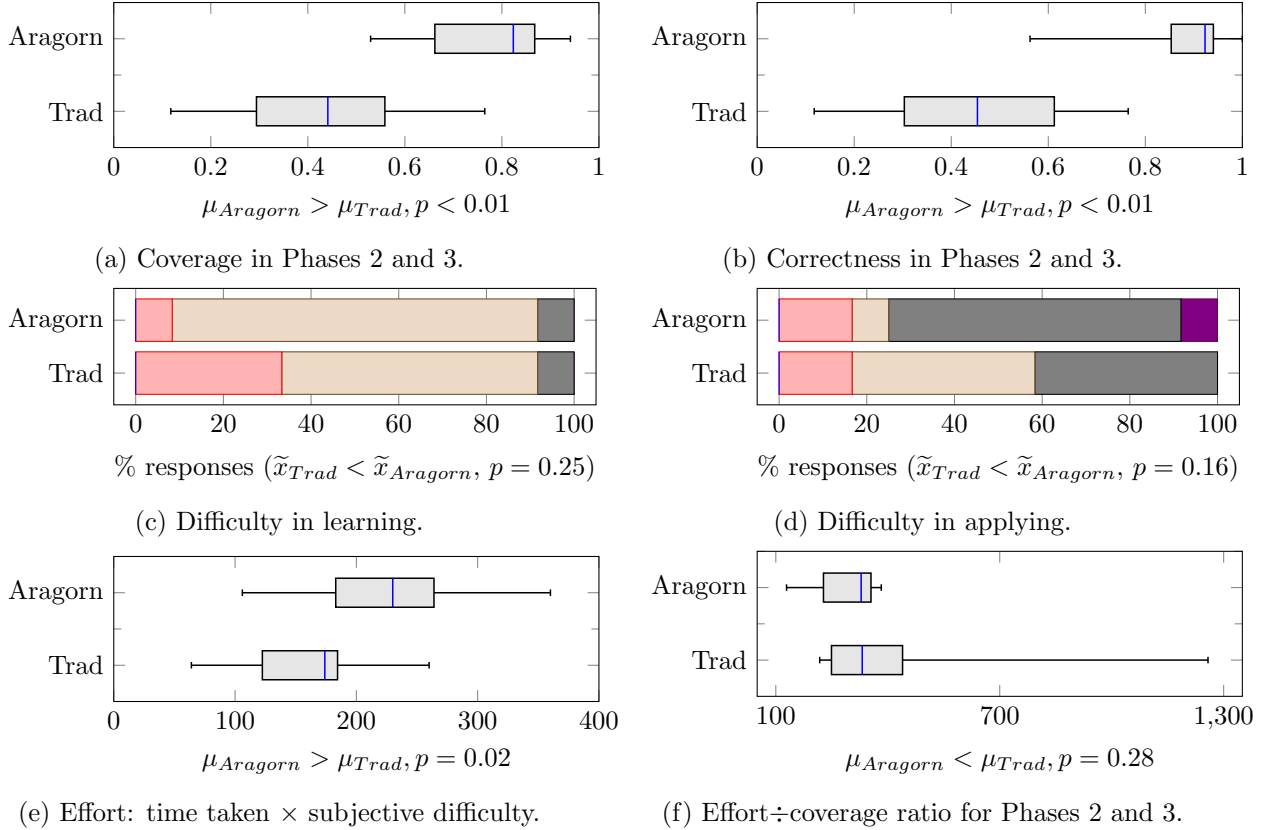 Aragorn
Trad
0 0.2 0.4 0.6 0.8 1
μ_Aragorn > μ_Trad, p < 0.01
(a) Coverage in Phases 2 and 3.
Aragorn
Trad
0 0.2 0.4 0.6 0.8 1
μ_Aragorn > μ_Trad, p < 0.01
(b) Correctness in Phases 2 and 3.
Aragorn
Trad
0 20 40 60 80 100
% responses (x̃_Trad < x̃_Aragorn, p = 0.25)
(c) Difficulty in learning.
Aragorn
Trad
0 20 40 60 80 100
% responses (x̃_Trad < x̃_Aragorn, p = 0.16)
(d) Difficulty in applying.
Aragorn
Trad
0 100 200 300 400
μ_Aragorn > μ_Trad, p = 0.02
(e) Effort: time taken × subjective difficulty.
Aragorn
Trad
100 700 1,300
μ_Aragorn < μ_Trad, p = 0.28
(f) Effort÷coverage ratio for Phases 2 and 3.